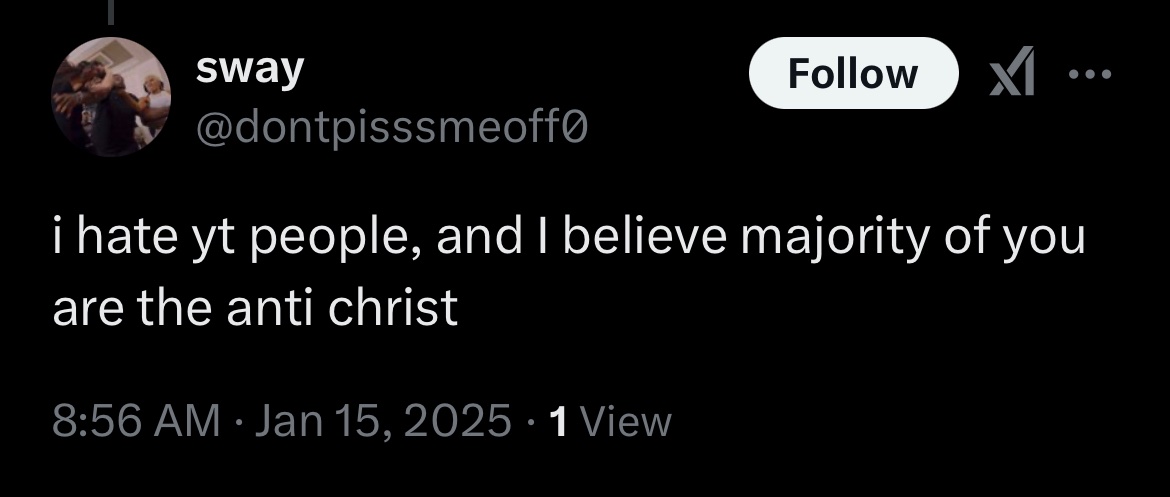 sway
Follow
@dontpisssmeoff0
i hate yt people, and I believe majority of you
are the anti christ
8:56 AM · Jan 15, 2025 · 1 View